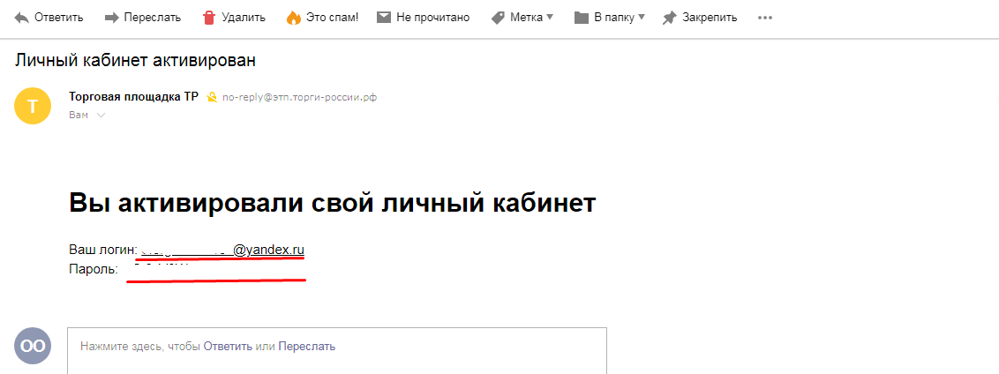 Ответить Переслать Удалить Это спам! Не прочитано Метка В папку Закрепить
Личный кабинет активирован
Т
Торговая площадка ТР no-reply@этп.торги-россии.рф
Вам
Вы активировали свой личный кабинет
Ваш логин: @yandex.ru
Пароль:
OO
Нажмите здесь, чтобы Ответить или Переслать